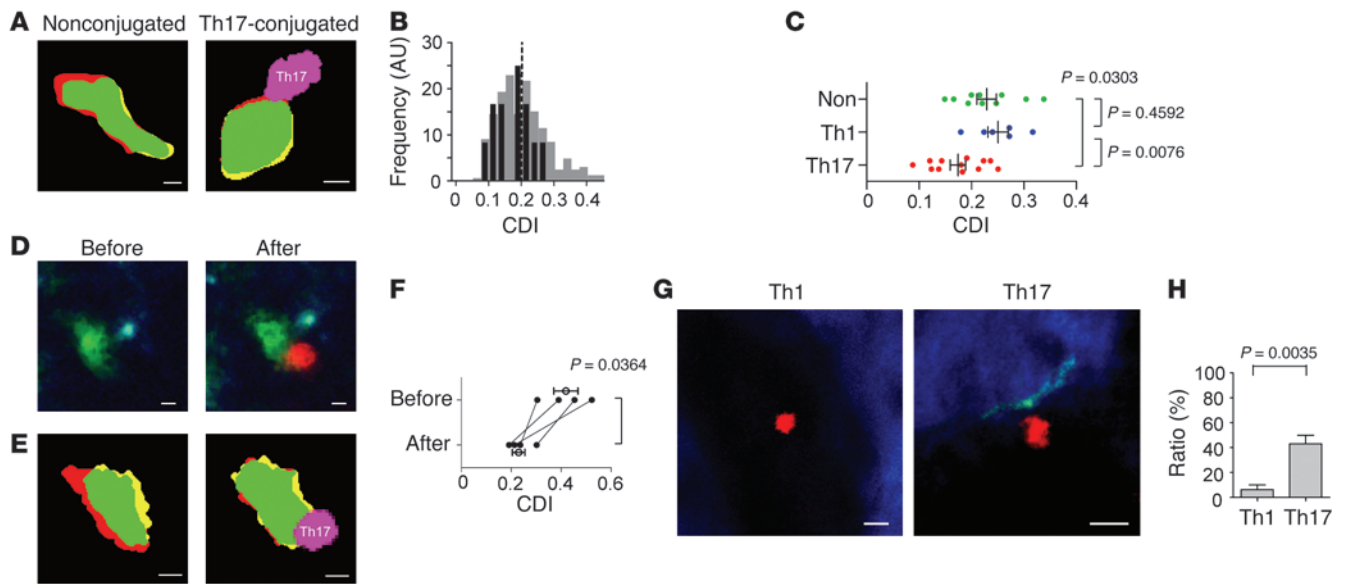 A
Nonconjugated
Th17-conjugated
Th17
B
Frequency (AU)
30
20
10
0
0 0.1 0.2 0.3 0.4
CDI
C
P = 0.0303
Non
Th1
Th17
P = 0.4592
P = 0.0076
0 0.1 0.2 0.3 0.4
CDI
D
Before
After
E
Th17
F
P = 0.0364
Before
After
0 0.2 0.4 0.6
CDI
G
Th1
Th17
H
P = 0.0035
Ratio (%)
100
80
60
40
20
0
Th1 Th17